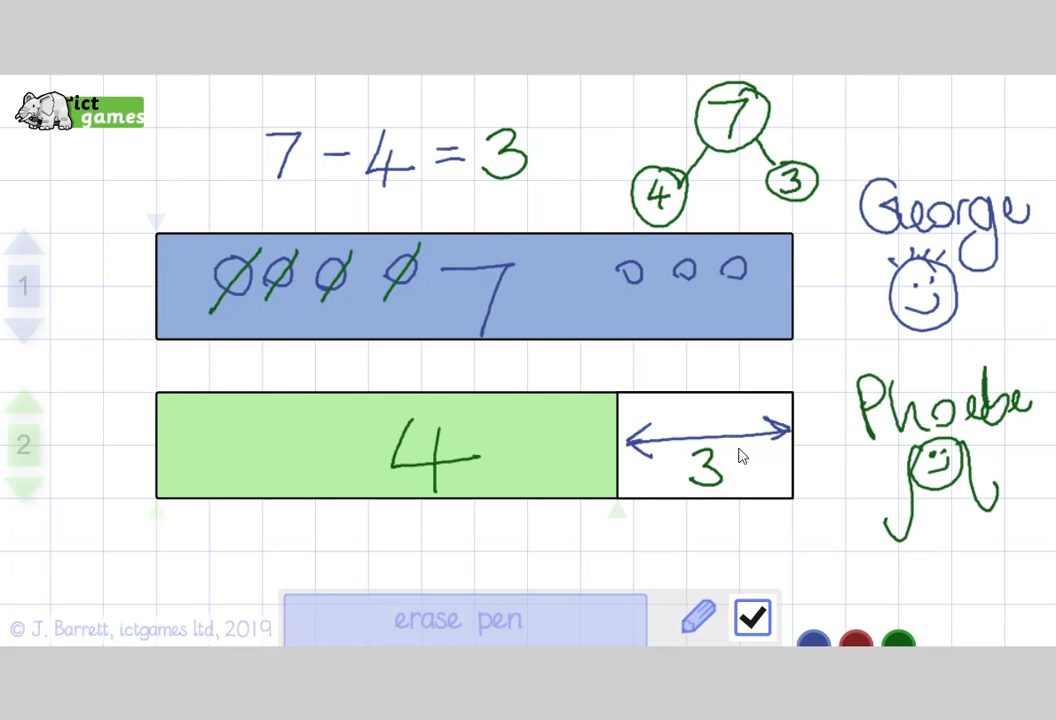 ict
games
7 - 4 = 3
7
4
3
George
1
7
Phoebe
2
4
3
erase pen
© J. Barrett, ictgames ltd, 2019